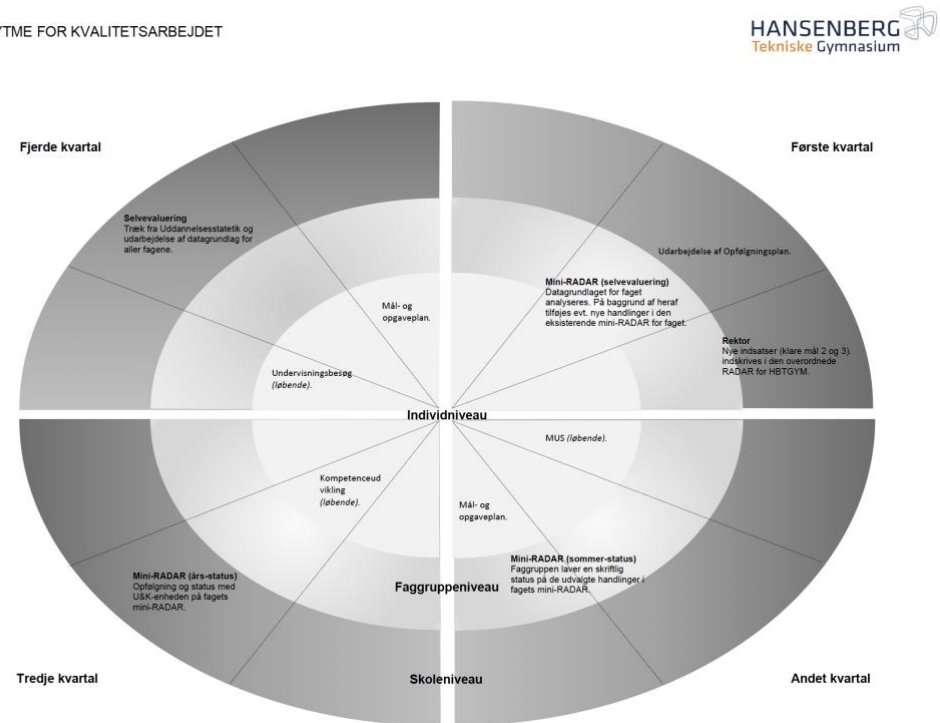 YTME FOR KVALITETSARBEJDET
HANSENBERG
Tekniske Gymnasium
Fjerde kvartal
Første kvartal
Selvevaluering
Træk fra Uddannelsesstatetik og
udarbejdelse af datagrundlag for
aller fagene.
Udarbejdelse af Opfølgningsplan.
Mini-RADAR (selvevaluering)
Datagrundlaget for faget
analyseres. På baggrund af heraf
tilføjes evt. nye handlinger i den
eksisterende mini-RADAR for faget.
Mål- og
opgaveplan.
Rektor
Nye indsatser (klare mål 2 og 3).
indskrives i den overordnede
RADAR for HBTGYM.
Undervisningsbesøg
(løbende).
Individniveau
MUS (løbende).
Kompetenceud
vikling
(løbende).
Mål- og
opgaveplan.
Mini-RADAR (sommer-status)
Faggruppen laver en skriftlig
status på de udvalgte handlinger i
fagets mini-RADAR.
Mini-RADAR (års-status)
Opfølgning og status med
U&K-enheden på fagets
mini-RADAR.
Faggruppeniveau
Tredje kvartal
Skoleniveau
Andet kvartal